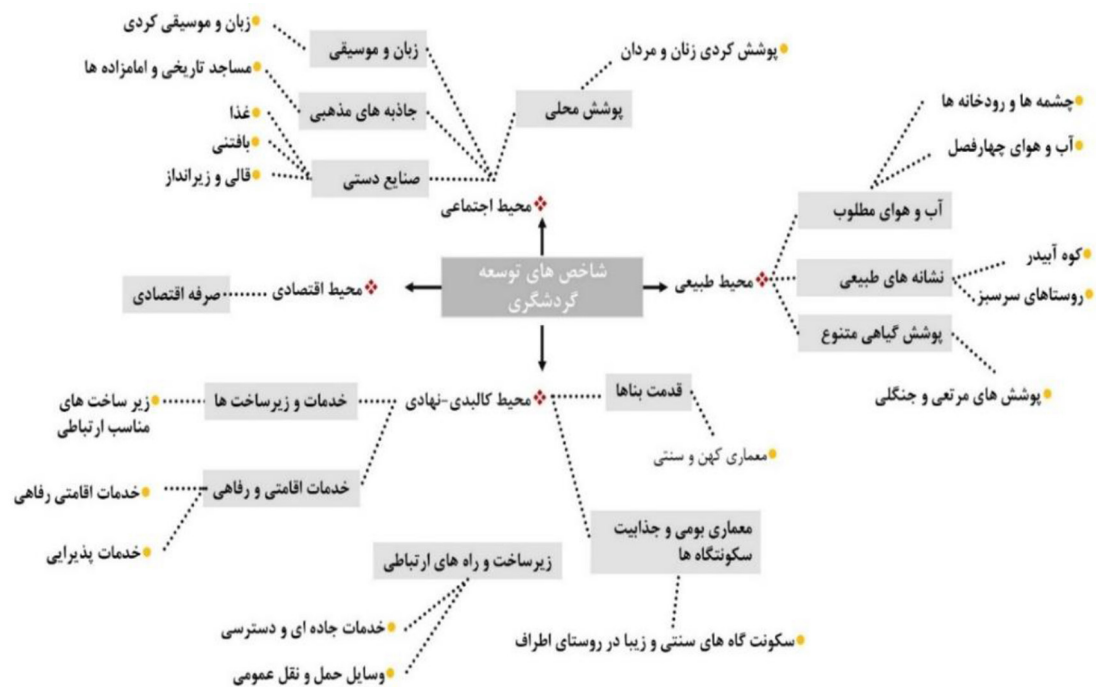 زبان و موسیقی کردی
زبان و موسیقی
مساجد تاریخی و امامزاده ها
جاذبه های مذهبی
غذا
بافتنی
قالی و زیرانداز
صنایع دستی
پوشش کردی زنان و مردان
پوشش محلی
محیط اجتماعی
چشمه ها و رودخانه ها
آب و هوای چهارفصل
آب و هوای مطلوب
کوه آبیدر
روستاهای سرسبز
نشانه های طبیعی
محیط طبیعی
پوشش گیاهی متنوع
پوشش های مرتعی و جنگلی
شاخص های توسعه
گردشگری
محیط اقتصادی
صرفه اقتصادی
محیط کالبدی-نهادی
قدمت بناها
معماری کهن و سنتی
خدمات و زیرساخت ها
زیر ساخت های
مناسب ارتباطی
خدمات اقامتی و رفاهی
خدمات اقامتی رفاهی
خدمات پذیرایی
معماری بومی و جذابیت
سکونتگاه ها
سکونت گاه های سنتی و زیبا در روستای اطراف
زیرساخت و راه های ارتباطی
خدمات جاده ای و دسترسی
وسایل حمل و نقل عمومی